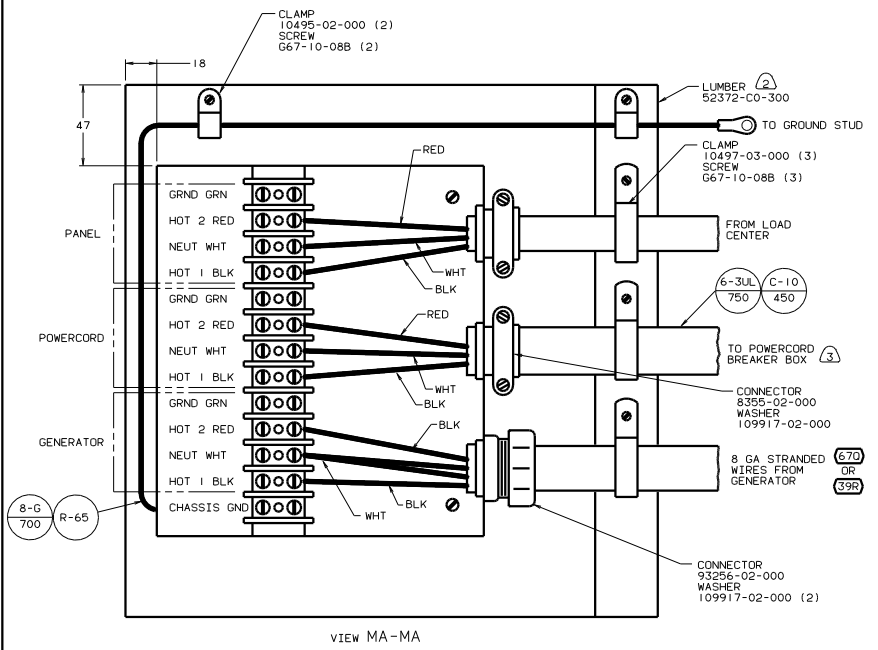 CLAMP
10495-02-000 (2)
SCREW
G67-10-08B (2)
18
47
LUMBER 2
52372-C0-300
TO GROUND STUD
CLAMP
10497-03-000 (3)
SCREW
G67-10-08B (3)
RED
PANEL
GRND GRN
HOT 2 RED
NEUT WHT
HOT 1 BLK
WHT
BLK
FROM LOAD
CENTER
6-3UL
750
C-10
450
POWERCORD
GRND GRN
HOT 2 RED
NEUT WHT
HOT 1 BLK
RED
WHT
BLK
TO POWERCORD
BREAKER BOX 3
CONNECTOR
8355-02-000
WASHER
109917-02-000
GENERATOR
GRND GRN
HOT 2 RED
NEUT WHT
HOT 1 BLK
CHASSIS GND
BLK
WHT
BLK
8 GA STRANDED
WIRES FROM
GENERATOR
67Q
OR
39R
8-G
700
R-65
CONNECTOR
93256-02-000
WASHER
109917-02-000 (2)
VIEW MA-MA